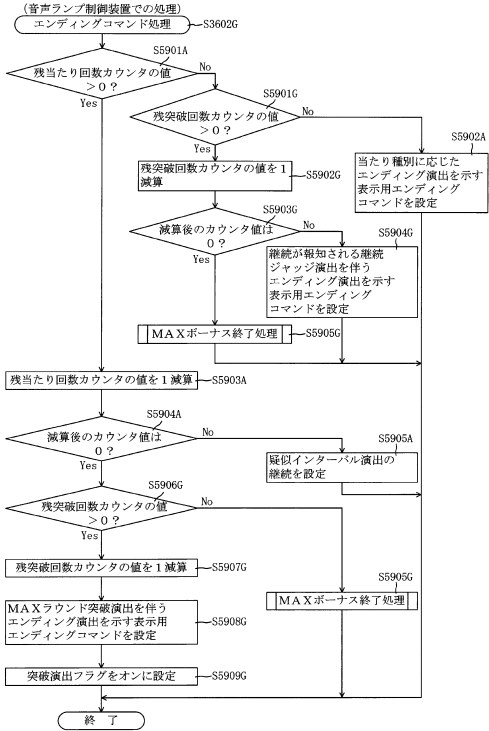 (音声ランプ制御装置での処理)
エンディングコマンド処理
S3602G
S5901A
残当たり回数カウンタの値
>0?
No
Yes
S5901G
残突破回数カウンタの値
>0?
No
Yes
S5902A
当たり種別に応じた
エンディング演出を示す
表示用エンディング
コマンドを設定
残突破回数カウンタの値を1
減算
S5902G
S5903G
減算後のカウンタ値は
0?
No
Yes
S5904G
継続が報知される継続
ジャッジ演出を伴う
エンディング演出を示す
表示用エンディング
コマンドを設定
MAXボーナス終了処理
S5905G
残当たり回数カウンタの値を1減算
S5903A
S5904A
減算後のカウンタ値は
0?
No
Yes
S5905A
疑似インターバル演出の
継続を設定
S5906G
残突破回数カウンタの値
>0?
No
Yes
残突破回数カウンタの値を1減算
S5907G
S5905G
MAXボーナス終了処理
MAXラウンド突破演出を伴う
エンディング演出を示す表示用
エンディングコマンドを設定
S5908G
突破演出フラグをオンに設定
S5909G
終 了